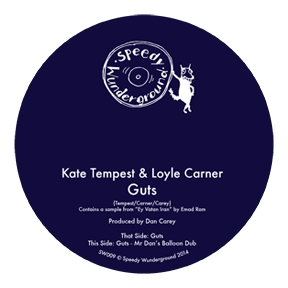 Speedy
Wunderground
Kate Tempest & Loyle Carner
Guts
(Tempest/Carner/Carey)
Contains a sample from "Ey Vatan Iran" by Emad Ram
Produced by Dan Carey
That Side: Guts
This Side: Guts - Mr Dan's Balloon Dub
SW009 © Speedy Wunderground 2014